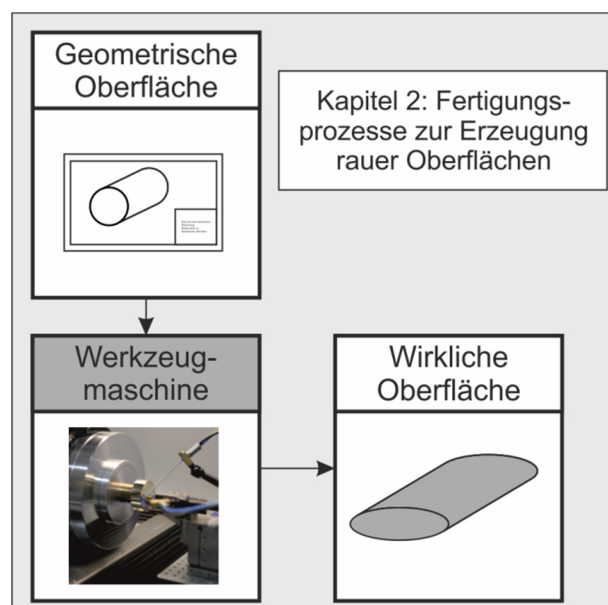 Geometrische
Oberfläche
Kapitel 2: Fertigungs-
prozesse zur Erzeugung
rauer Oberflächen
Werkzeug-
maschine
Wirkliche
Oberfläche